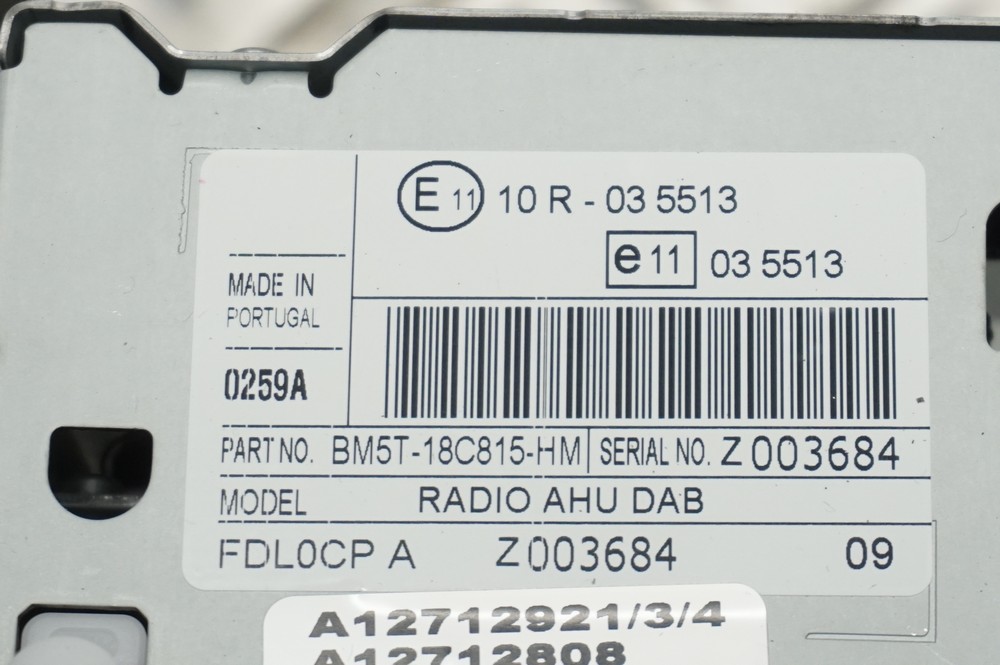 E 11 10 R - 03 5513
e 11 03 5513
MADE IN
PORTUGAL
0259A
PART NO. BM5T-18C815-HM SERIAL NO. Z003684
MODEL RADIO AHU DAB
FDL0CP A Z003684 09
A12712921/3/4
A12712808